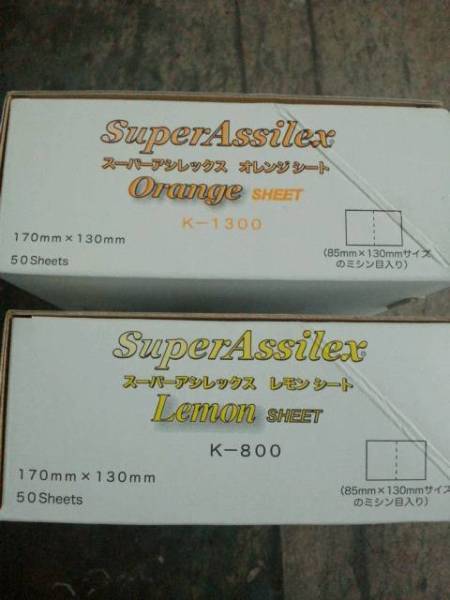 SuperAssilex
スーパーアシレックス オレンジ シート
Orange SHEET
K－1300
170mm×130mm
50Sheets
（85mm×130mmサイズ
のミシン目入り）
SuperAssilex
スーパーアシレックス レモン シート
Lemon SHEET
K－800
170mm×130mm
50Sheets
（85mm×130mmサイズ
のミシン目入り）